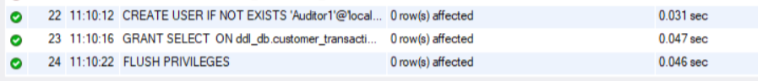 22 11:10:12 CREATE USER IF NOT EXISTS 'Auditor1'@'local... 0 row(s) affected 0.031 sec
23 11:10:16 GRANT SELECT ON ddl_db.customer_transacti... 0 row(s) affected 0.047 sec
24 11:10:22 FLUSH PRIVILEGES 0 row(s) affected 0.046 sec